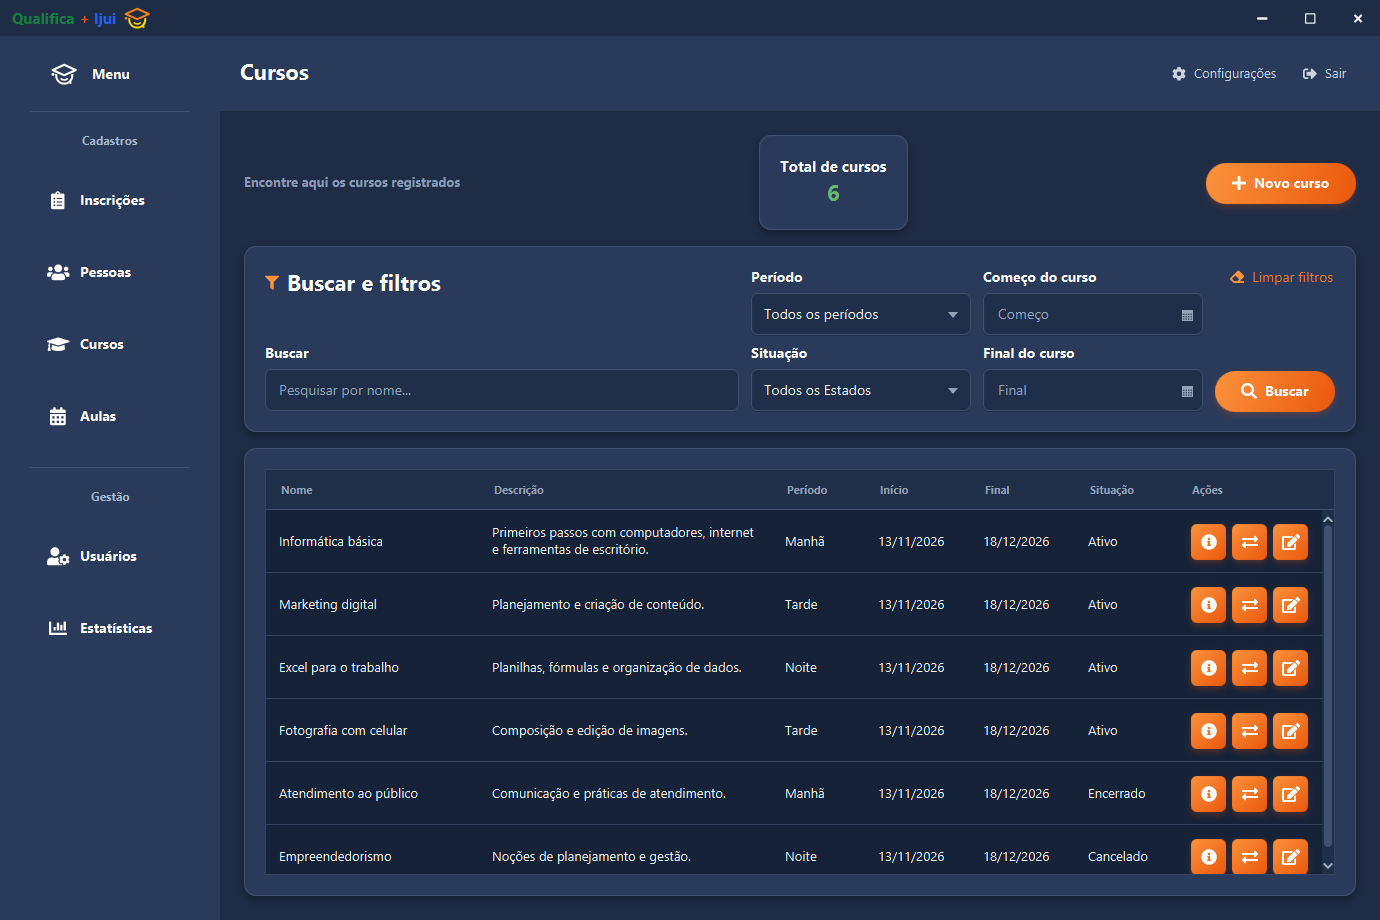 Qualifica + Ijui
Menu
Cursos
Configurações
Sair
Cadastros
Inscrições
Pessoas
Cursos
Aulas
Gestão
Usuários
Estatísticas
Encontre aqui os cursos registrados
Total de cursos
6
Novo curso
Buscar e filtros
Período
Começo do curso
Limpar filtros
Todos os períodos
Começo
Buscar
Situação
Final do curso
Pesquisar por nome...
Todos os Estados
Final
Buscar
Nome Descrição Período Início Final Situação Ações
Informática básica Primeiros passos com computadores, internet
e ferramentas de escritório. Manhã 13/11/2026 18/12/2026 Ativo
Marketing digital Planejamento e criação de conteúdo. Tarde 13/11/2026 18/12/2026 Ativo
Excel para o trabalho Planilhas, fórmulas e organização de dados. Noite 13/11/2026 18/12/2026 Ativo
Fotografia com celular Composição e edição de imagens. Tarde 13/11/2026 18/12/2026 Ativo
Atendimento ao público Comunicação e práticas de atendimento. Manhã 13/11/2026 18/12/2026 Encerrado
Empreendedorismo Noções de planejamento e gestão. Noite 13/11/2026 18/12/2026 Cancelado